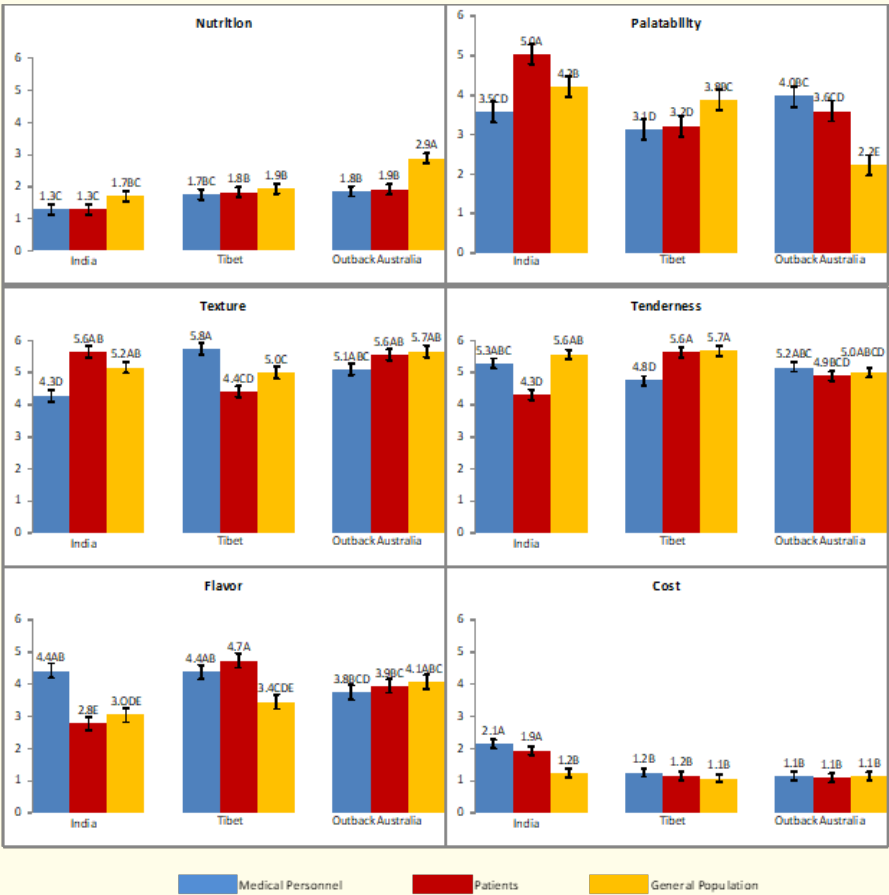 Nutrition
6
5
4
3
2
1
0
1.3C 1.3C 1.7BC 1.7BC 1.8B 1.9B 1.8B 1.9B 2.9A
India Tibet Outback Australia
Palatability
6
5
4
3
2
1
0
3.5CD 5.0A 4.2B 3.1D 3.2D 3.8BC 4.0BC 3.6CD 2.2E
India Tibet Outback Australia
Texture
6
5
4
3
2
1
0
4.3D 5.6AB 5.2AB 5.8A 4.4CD 5.0C 5.1ABC 5.6AB 5.7AB
India Tibet Outback Australia
Tenderness
6
5
4
3
2
1
0
5.3ABC 4.3D 5.6AB 4.8D 5.6A 5.7A 5.2ABC 4.9BCD 5.0ABCD
India Tibet Outback Australia
Flavor
6
5
4
3
2
1
0
4.4AB 2.8E 3.0DE 4.4AB 4.7A 3.4CDE 3.8BCD 3.9BC 4.1ABC
India Tibet Outback Australia
Cost
6
5
4
3
2
1
0
2.1A 1.9A 1.2B 1.2B 1.2B 1.1B 1.1B 1.1B 1.1B
India Tibet Outback Australia
Medical Personnel Patients General Population